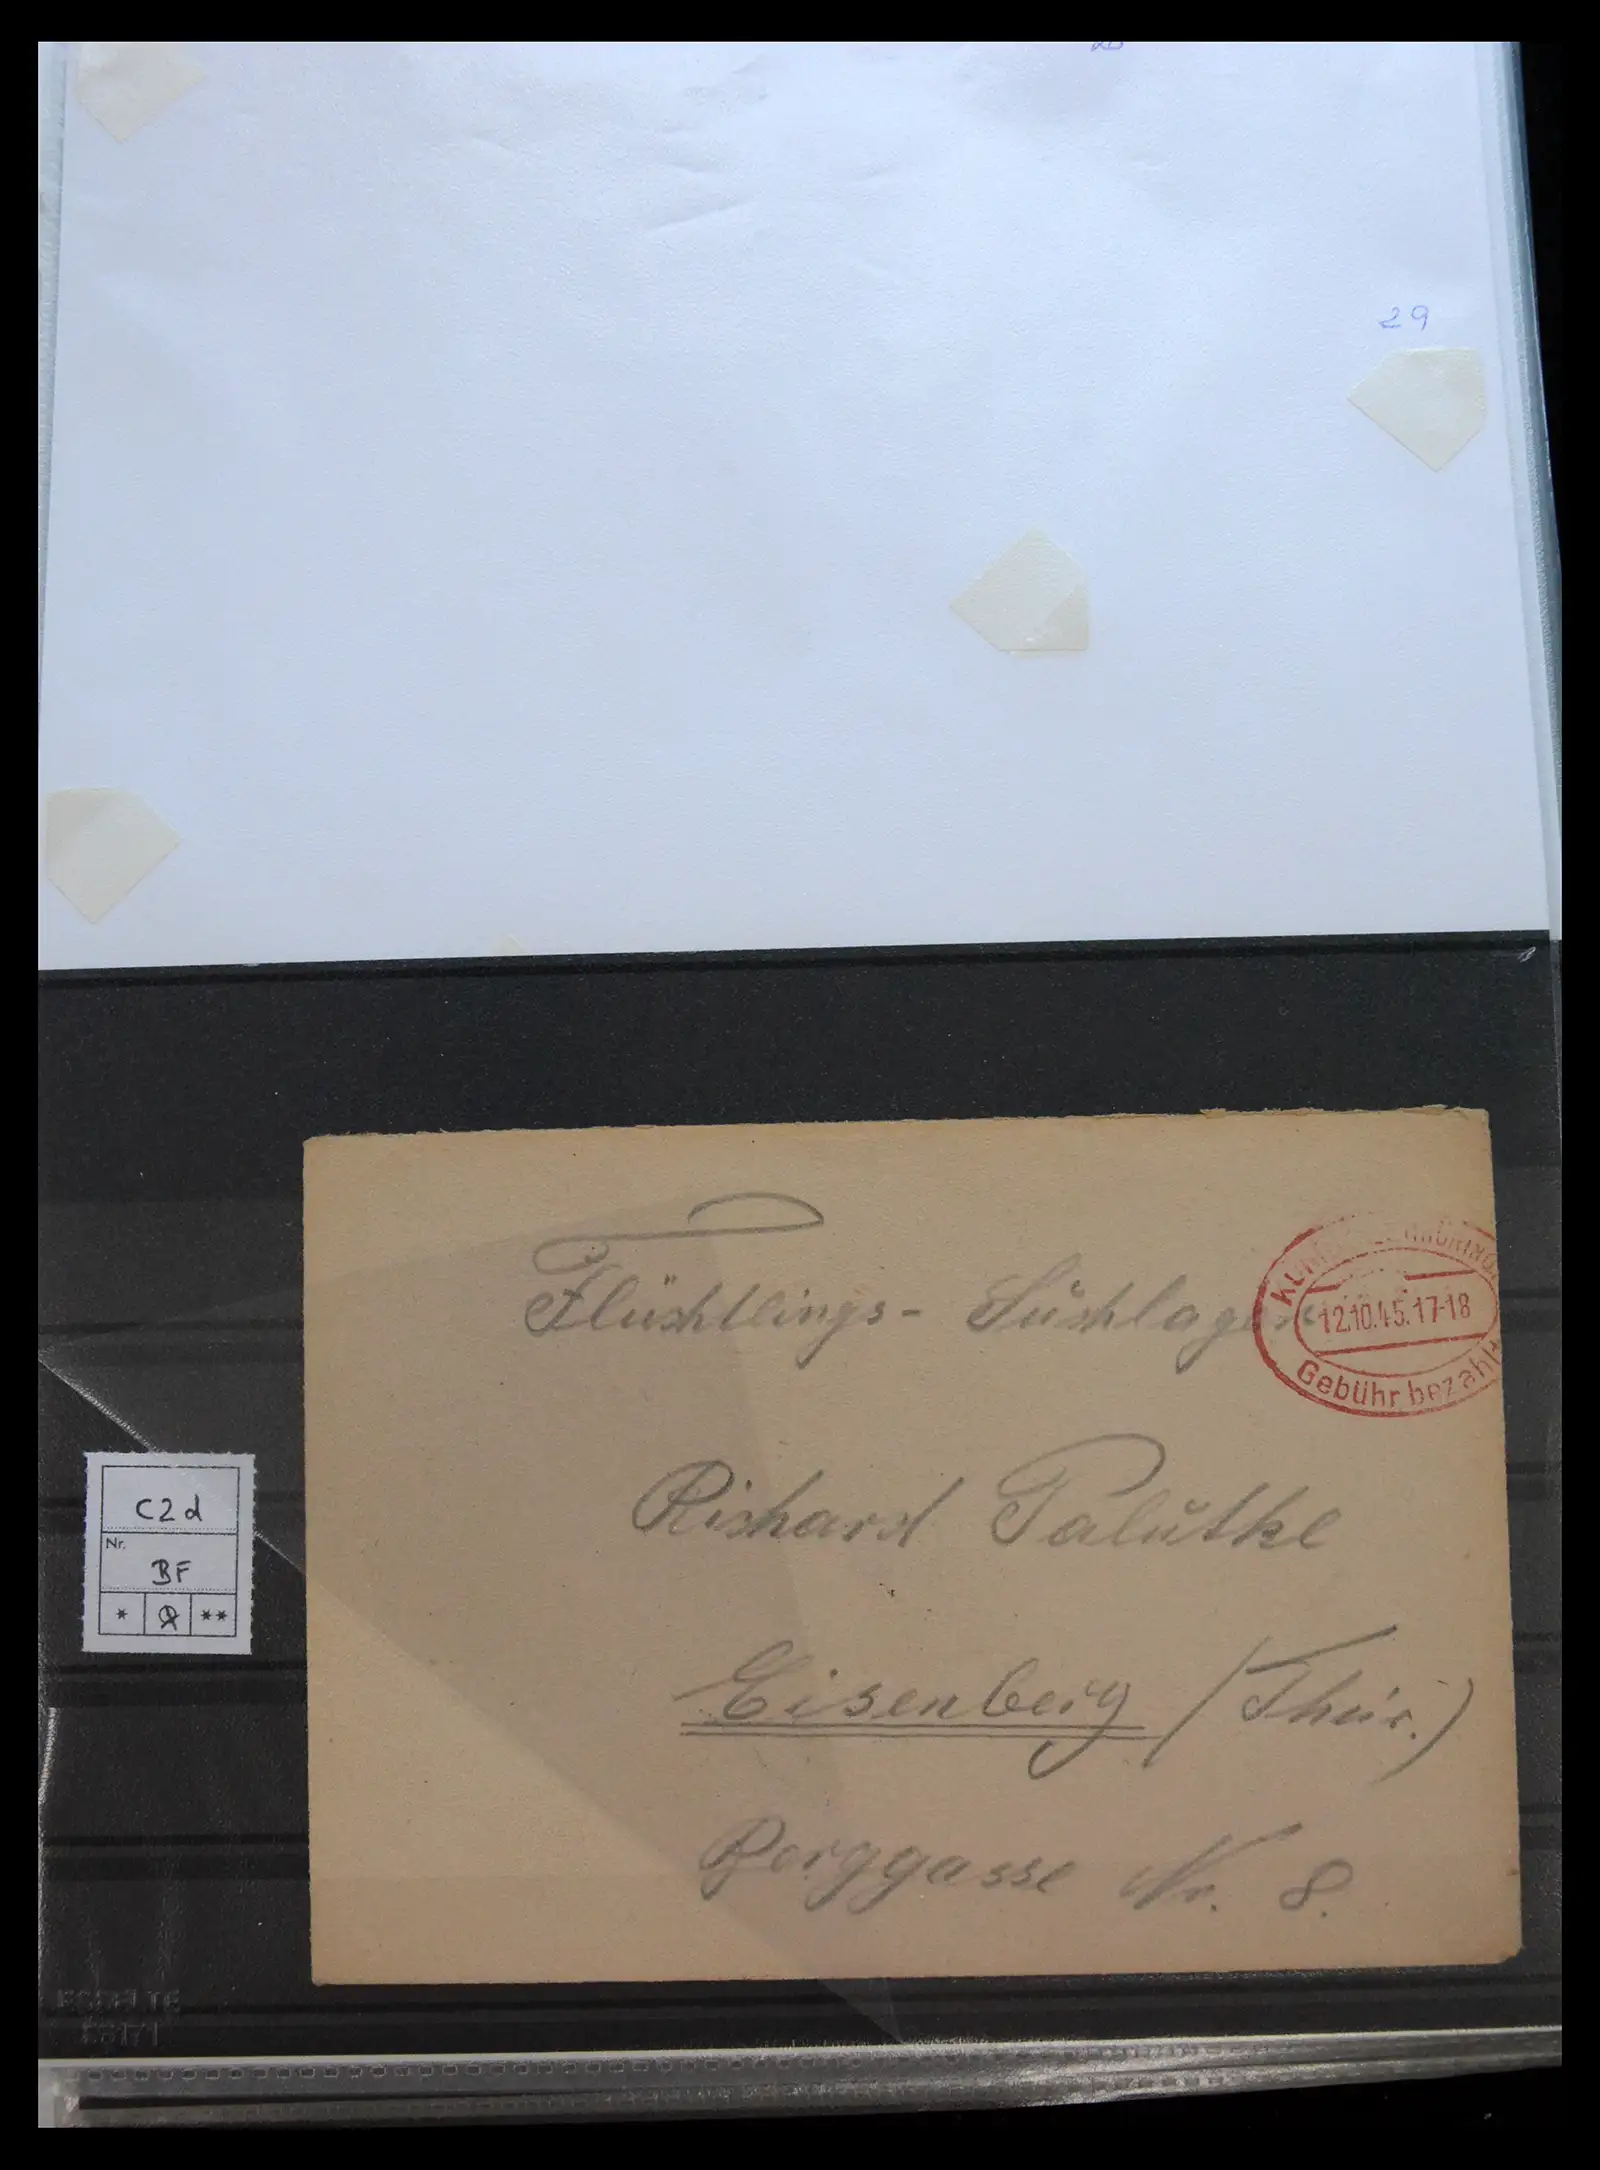 29
Flüchtlings- Suchlager
12.10.45.17-18
Gebühr bezahlt
Richard Palutke
Eisenberg (Thür.)
Berggasse Nr. 8.
C2d
Nr.
BF
* * **